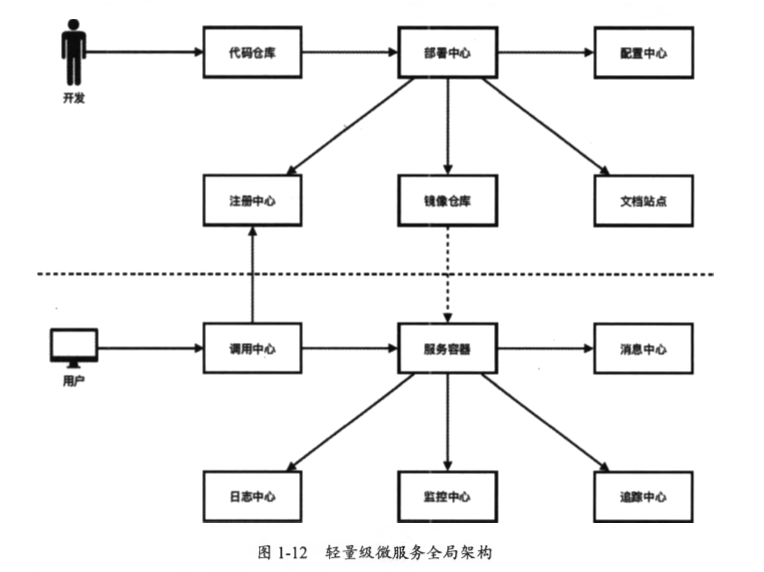 代码仓库 部署中心 配置中心
开发
注册中心 镜像仓库 文档站点
调用中心 服务容器 消息中心
用户
日志中心 监控中心 追踪中心
图 1-12 轻量级微服务全局架构